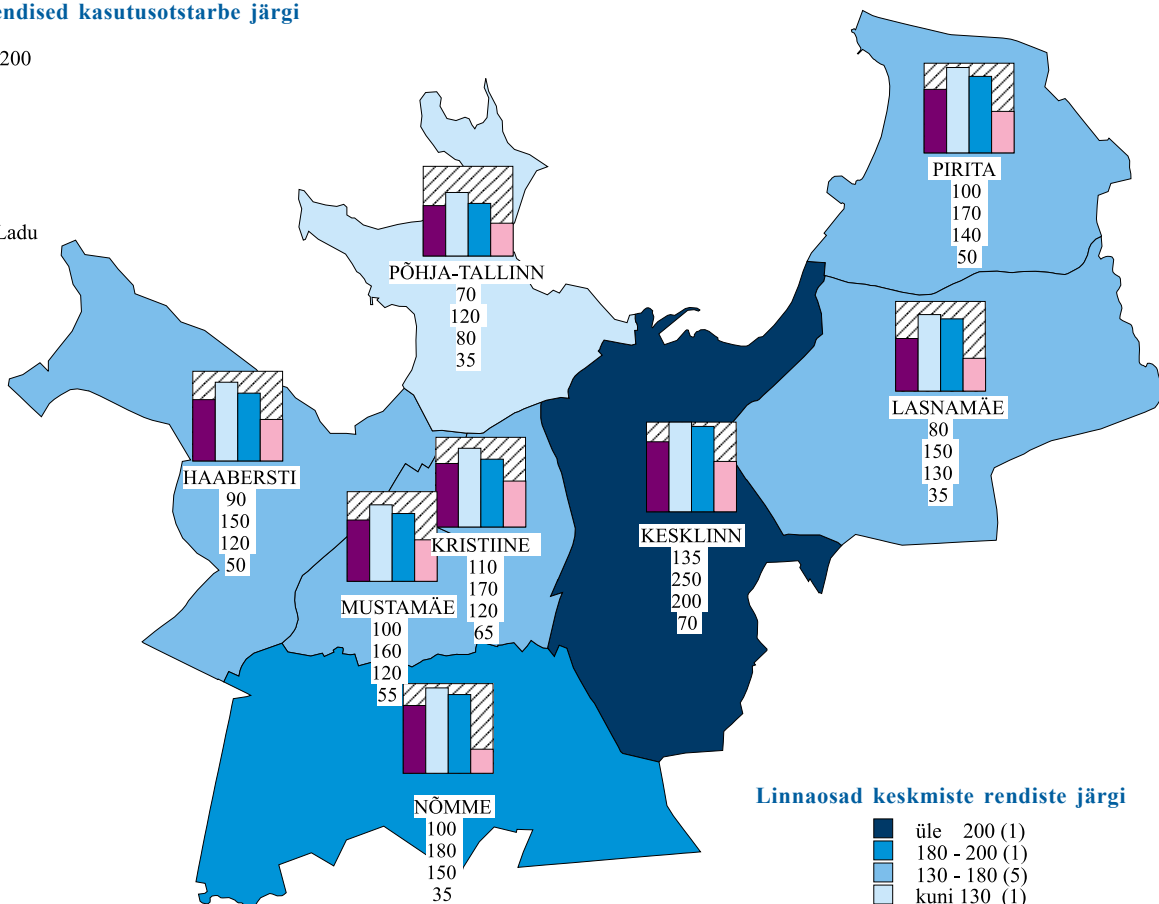 kasutusotstarbe järgi
200
Ladu
PIRITA
100
170
140
50
PÕHJA-TALLINN
70
120
80
35
LASNAMÄE
80
150
130
35
HAABERSTI
90
150
120
50
KRISTIINE
110
170
120
65
KESKLINN
135
250
200
70
MUSTAMÄE
100
160
120
55
NÕMME
100
180
150
35
Linnaosad keskmiste rendiste järgi
üle 200 (1)
180 - 200 (1)
130 - 180 (5)
kuni 130 (1)